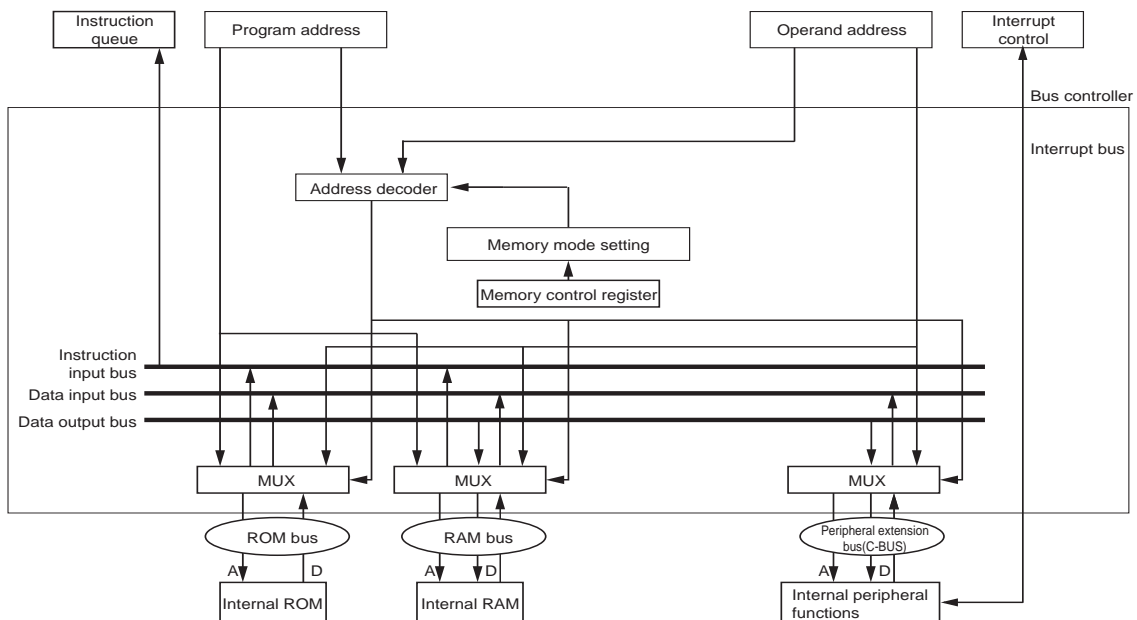 Instruction
queue
Program address
Operand address
Interrupt
control
Bus controller
Interrupt bus
Address decoder
Memory mode setting
Memory control register
Instruction
input bus
Data input bus
Data output bus
MUX
MUX
MUX
ROM bus
RAM bus
Peripheral extension
bus(C-BUS)
A
D
A
D
A
D
Internal ROM
Internal RAM
Internal peripheral
functions